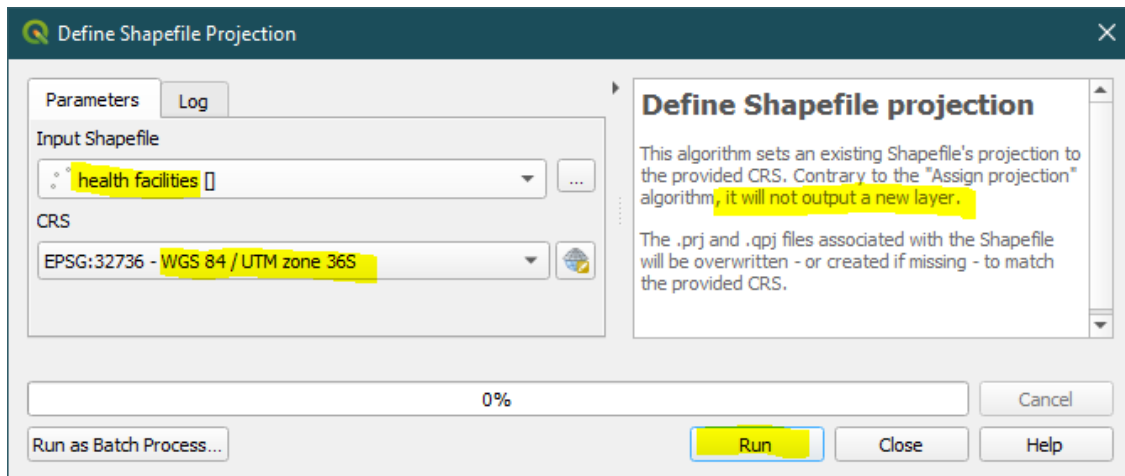 Define Shapefile Projection
Parameters
Log
Input Shapefile
health facilities []
...
CRS
EPSG:32736 - WGS 84 / UTM zone 36S
Define Shapefile projection
This algorithm sets an existing Shapefile's projection to
the provided CRS. Contrary to the "Assign projection"
algorithm, it will not output a new layer.
The .prj and .qpj files associated with the Shapefile
will be overwritten - or created if missing - to match
the provided CRS.
0%
Cancel
Run as Batch Process...
Run
Close
Help